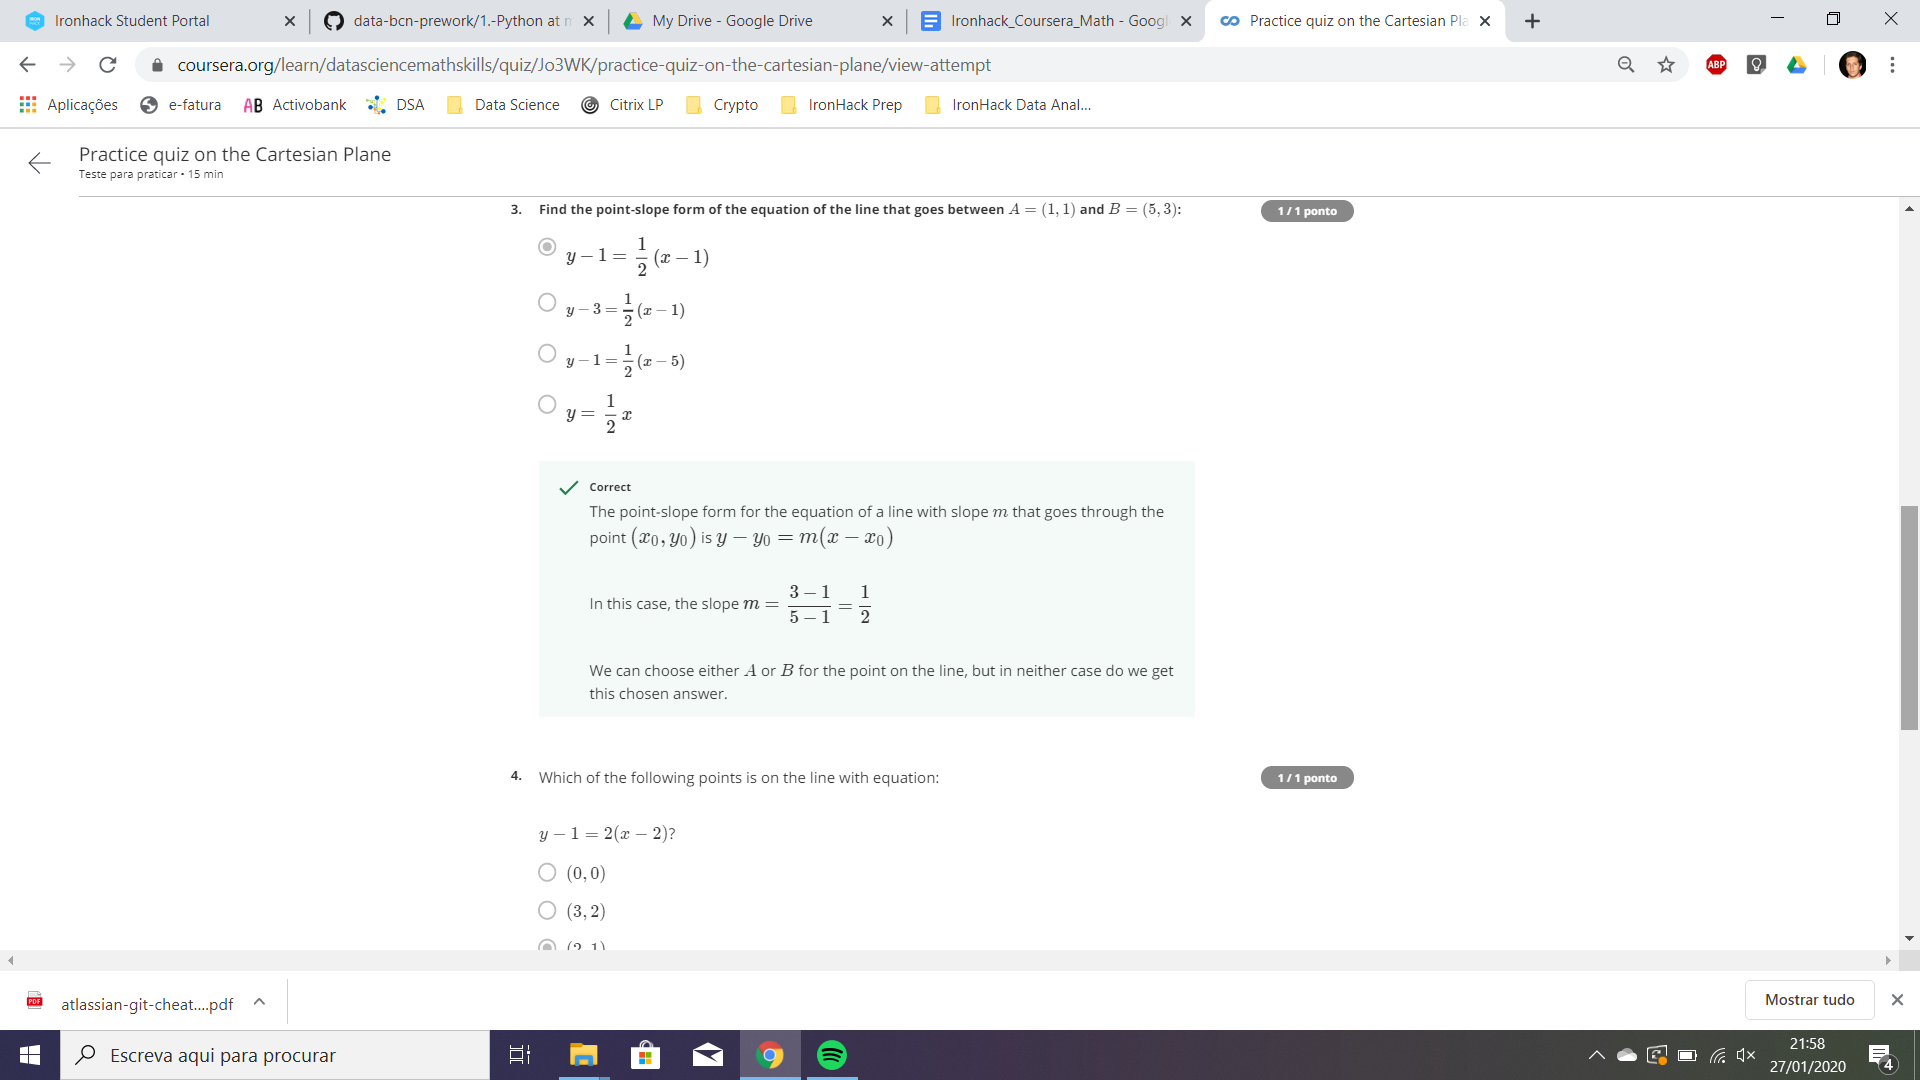 Ironhack Student Portal
data-bcn-prework/1.-Python at m
My Drive - Google Drive
Ironhack_Coursera_Math - Googl
Practice quiz on the Cartesian Pla
coursera.org/learn/datasciencemathskills/quiz/Jo3WK/practice-quiz-on-the-cartesian-plane/view-attempt
ABP
Aplicações
e-fatura
AB Activobank
DSA
Data Science
Citrix LP
Crypto
IronHack Prep
IronHack Data Anal...
Practice quiz on the Cartesian Plane
Teste para praticar • 15 min
3. Find the point-slope form of the equation of the line that goes between A = (1, 1) and B = (5, 3):
1 / 1 ponto
y − 1 = 1/2 (x − 1)
y − 3 = 1/2 (x − 1)
y − 1 = 1/2 (x − 5)
y = 1/2 x
Correct
The point-slope form for the equation of a line with slope m that goes through the
point (x₀, y₀) is y − y₀ = m(x − x₀)
In this case, the slope m = 3 − 1 / 5 − 1 = 1/2
We can choose either A or B for the point on the line, but in neither case do we get
this chosen answer.
4. Which of the following points is on the line with equation:
1 / 1 ponto
y − 1 = 2(x − 2)?
(0, 0)
(3, 2)
(2, 1)
PDF
atlassian-git-cheat....pdf
Mostrar tudo
Escreva aqui para procurar
21:58
27/01/2020
4